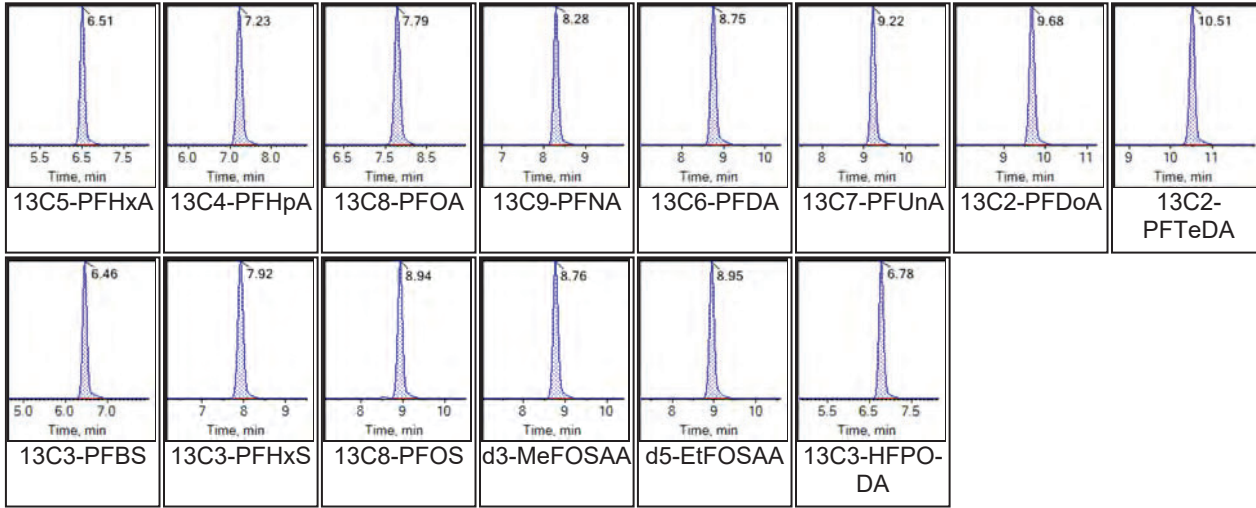 6.51 7.23 7.79 8.28 8.75 9.22 9.68 10.51
5.5 6.5 7.5 6.0 7.0 8.0 6.5 7.5 8.5 7 8 9 8 9 10 8 9 10 9 10 11 9 10 11
Time, min Time, min Time, min Time, min Time, min Time, min Time, min Time, min
13C5-PFHxA 13C4-PFHpA 13C8-PFOA 13C9-PFNA 13C6-PFDA 13C7-PFUnA 13C2-PFDoA 13C2-
PFTeDA
6.46 7.92 8.94 8.76 8.95 6.78
5.0 6.0 7.0 7 8 9 8 9 10 8 9 10 8 9 10 5.5 6.5 7.5
Time, min Time, min Time, min Time, min Time, min Time, min
13C3-PFBS 13C3-PFHxS 13C8-PFOS d3-MeFOSAA d5-EtFOSAA 13C3-HFPO-
DA